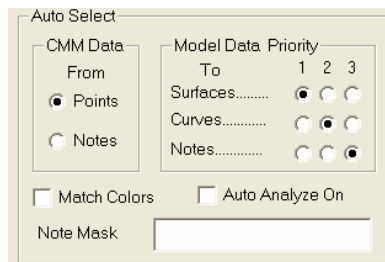 Auto Select
CMM Data
From
Points
Notes
Model Data Priority
To 1 2 3
Surfaces.........
Curves............
Notes.............
Match Colors
Auto Analyze On
Note Mask